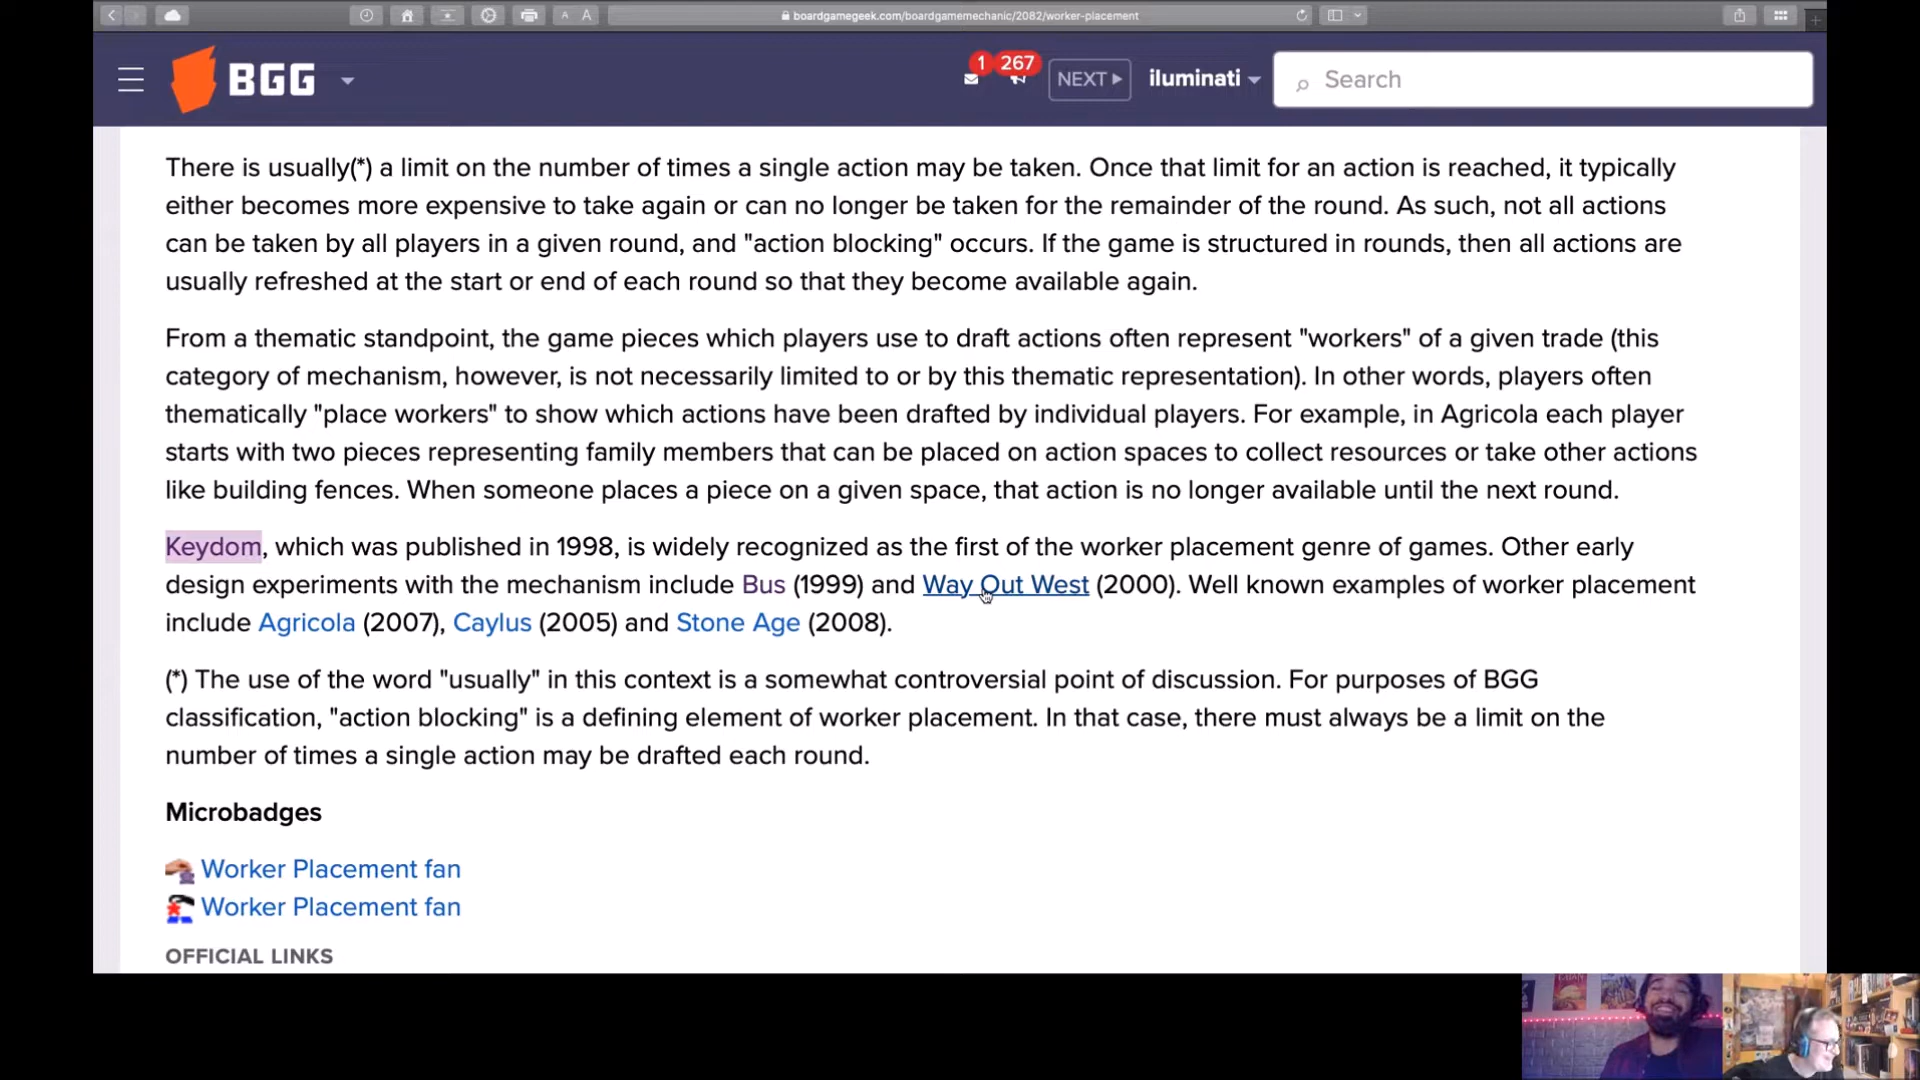 boardgamegeek.com/boardgamemechanic/2082/worker-placement
A A
BGG
1 267
NEXT
iluminati
Search
There is usually(*) a limit on the number of times a single action may be taken. Once that limit for an action is reached, it typically
either becomes more expensive to take again or can no longer be taken for the remainder of the round. As such, not all actions
can be taken by all players in a given round, and "action blocking" occurs. If the game is structured in rounds, then all actions are
usually refreshed at the start or end of each round so that they become available again.
From a thematic standpoint, the game pieces which players use to draft actions often represent "workers" of a given trade (this
category of mechanism, however, is not necessarily limited to or by this thematic representation). In other words, players often
thematically "place workers" to show which actions have been drafted by individual players. For example, in Agricola each player
starts with two pieces representing family members that can be placed on action spaces to collect resources or take other actions
like building fences. When someone places a piece on a given space, that action is no longer available until the next round.
Keydom, which was published in 1998, is widely recognized as the first of the worker placement genre of games. Other early
design experiments with the mechanism include Bus (1999) and Way Out West (2000). Well known examples of worker placement
include Agricola (2007), Caylus (2005) and Stone Age (2008).
(*) The use of the word "usually" in this context is a somewhat controversial point of discussion. For purposes of BGG
classification, "action blocking" is a defining element of worker placement. In that case, there must always be a limit on the
number of times a single action may be drafted each round.
Microbadges
Worker Placement fan
Worker Placement fan
OFFICIAL LINKS